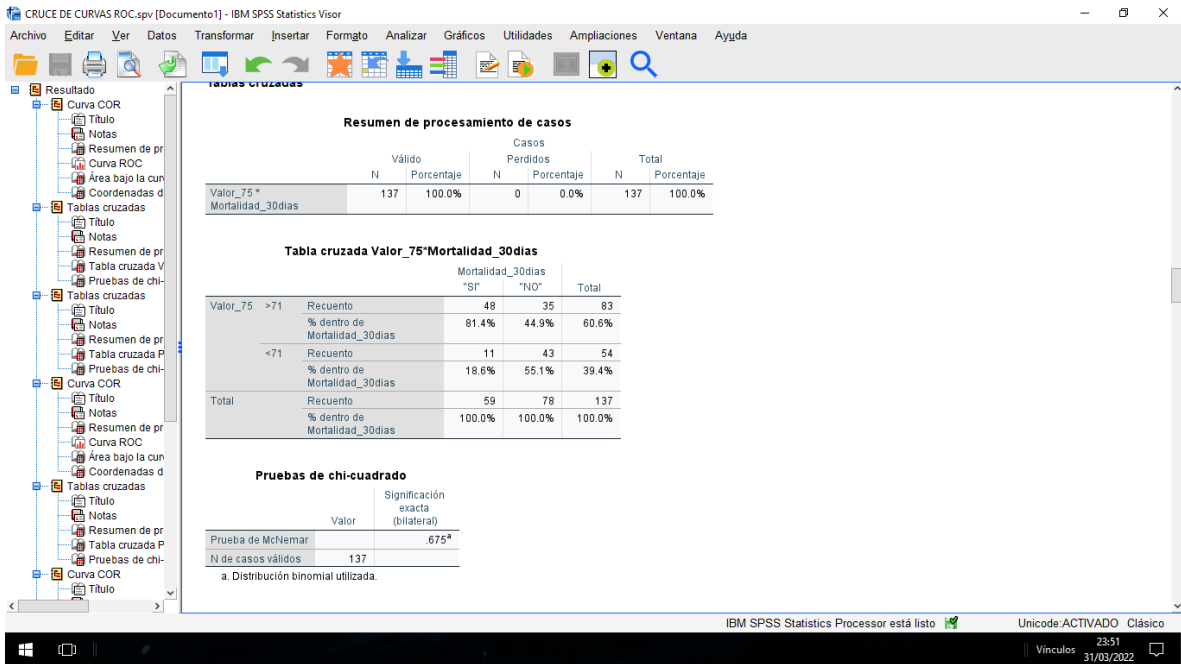 CRUCE DE CURVAS ROC.spv [Documento1] - IBM SPSS Statistics Visor
Archivo Editar Ver Datos Transformar Insertar Formato Analizar Gráficos Utilidades Ampliaciones Ventana Ayuda
Resultado
Curva COR
Título
Notas
Resumen de pr
Curva ROC
Área bajo la curv
Coordenadas d
Tablas cruzadas
Título
Notas
Resumen de pr
Tabla cruzada V
Pruebas de chi-
Tablas cruzadas
Título
Notas
Resumen de pr
Tabla cruzada P
Pruebas de chi-
Curva COR
Título
Notas
Resumen de pr
Curva ROC
Área bajo la curv
Coordenadas d
Tablas cruzadas
Título
Notas
Resumen de pr
Tabla cruzada P
Pruebas de chi-
Curva COR
Título
Tablas cruzadas
Resumen de procesamiento de casos
Casos
Válido Perdidos Total
N Porcentaje N Porcentaje N Porcentaje
Valor_75 * 137 100.0% 0 0.0% 137 100.0%
Mortalidad_30dias
Tabla cruzada Valor_75*Mortalidad_30dias
Mortalidad_30dias
"SI" "NO" Total
Valor_75 >71 Recuento 48 35 83
% dentro de 81.4% 44.9% 60.6%
Mortalidad_30dias
<71 Recuento 11 43 54
% dentro de 18.6% 55.1% 39.4%
Mortalidad_30dias
Total Recuento 59 78 137
% dentro de 100.0% 100.0% 100.0%
Mortalidad_30dias
Pruebas de chi-cuadrado
Significación
exacta
Valor (bilateral)
Prueba de McNemar .675a
N de casos válidos 137
a. Distribución binomial utilizada.
IBM SPSS Statistics Processor está listo Unicode:ACTIVADO Clásico
Vínculos 23:51
31/03/2022